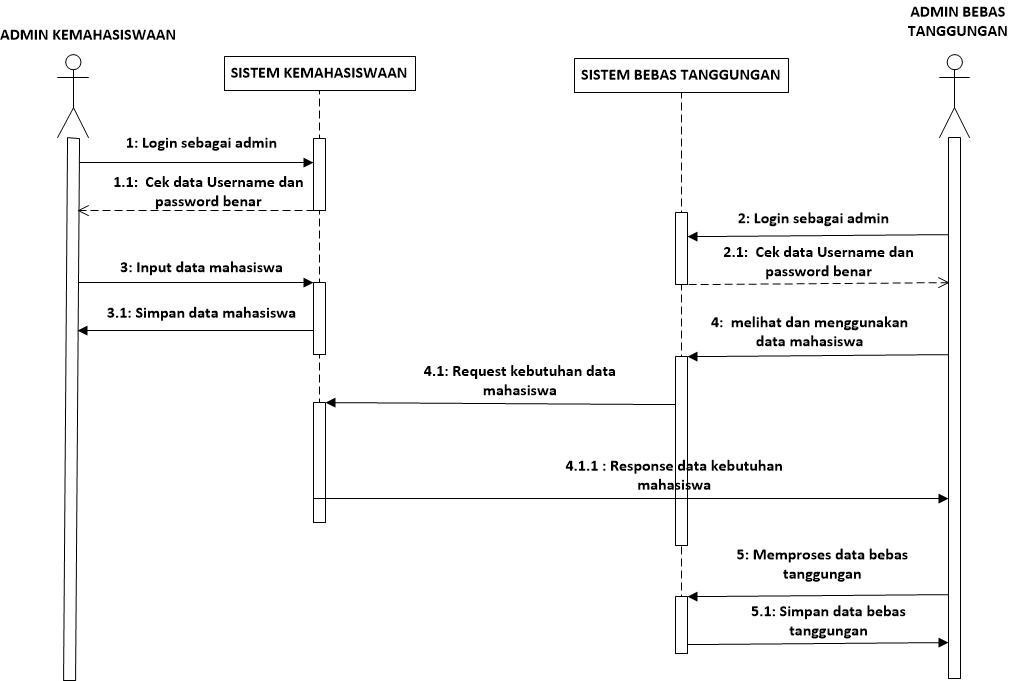 ADMIN BEBAS
TANGGUNGAN
ADMIN KEMAHASISWAAN
SISTEM KEMAHASISWAAN
SISTEM BEBAS TANGGUNGAN
1: Login sebagai admin
1.1: Cek data Username dan
password benar
2: Login sebagai admin
2.1: Cek data Username dan
password benar
3: Input data mahasiswa
3.1: Simpan data mahasiswa
4: melihat dan menggunakan
data mahasiswa
4.1: Request kebutuhan data
mahasiswa
4.1.1 : Response data kebutuhan
mahasiswa
5: Memproses data bebas
tanggungan
5.1: Simpan data bebas
tanggungan